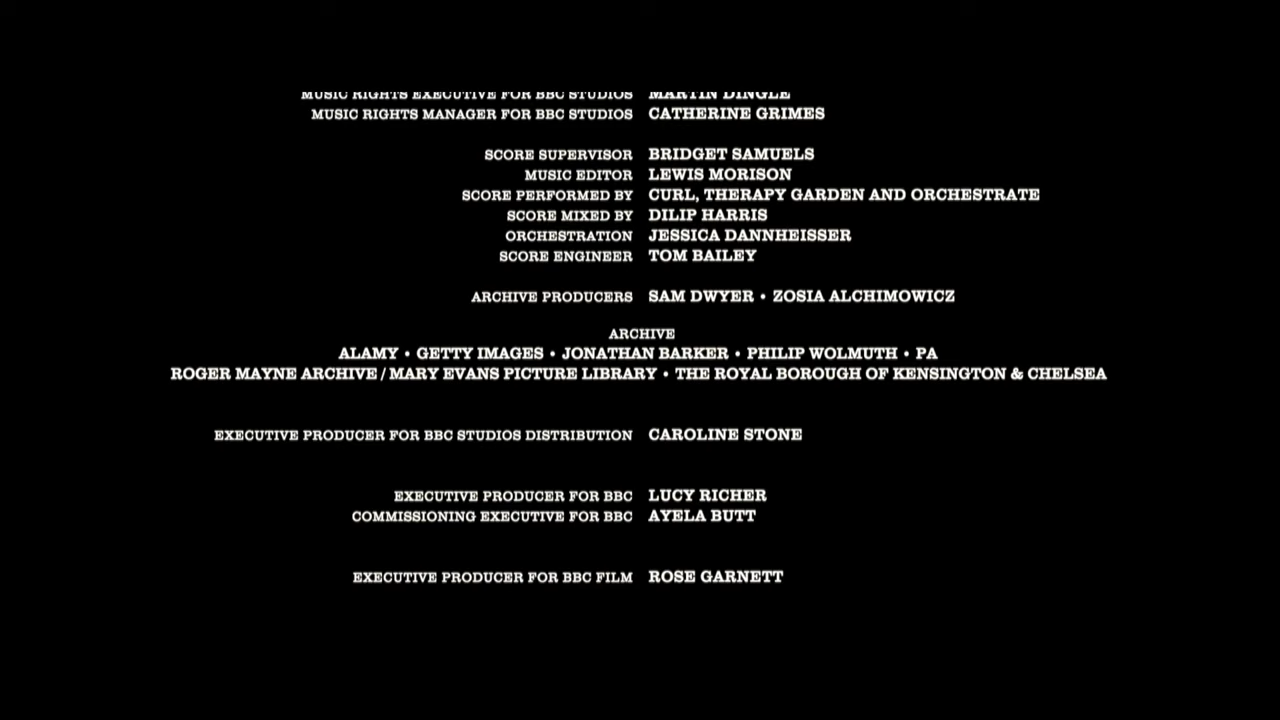 MUSIC RIGHTS EXECUTIVE FOR BBC STUDIOS MARTIN DINGLE
MUSIC RIGHTS MANAGER FOR BBC STUDIOS CATHERINE GRIMES
SCORE SUPERVISOR BRIDGET SAMUELS
MUSIC EDITOR LEWIS MORISON
SCORE PERFORMED BY CURL, THERAPY GARDEN AND ORCHESTRATE
SCORE MIXED BY DILIP HARRIS
ORCHESTRATION JESSICA DANNHEISSER
SCORE ENGINEER TOM BAILEY
ARCHIVE PRODUCERS SAM DWYER • ZOSIA ALCHIMOWICZ
ARCHIVE
ALAMY • GETTY IMAGES • JONATHAN BARKER • PHILIP WOLMUTH • PA
ROGER MAYNE ARCHIVE / MARY EVANS PICTURE LIBRARY • THE ROYAL BOROUGH OF KENSINGTON & CHELSEA
EXECUTIVE PRODUCER FOR BBC STUDIOS DISTRIBUTION CAROLINE STONE
EXECUTIVE PRODUCER FOR BBC LUCY RICHER
COMMISSIONING EXECUTIVE FOR BBC AYELA BUTT
EXECUTIVE PRODUCER FOR BBC FILM ROSE GARNETT